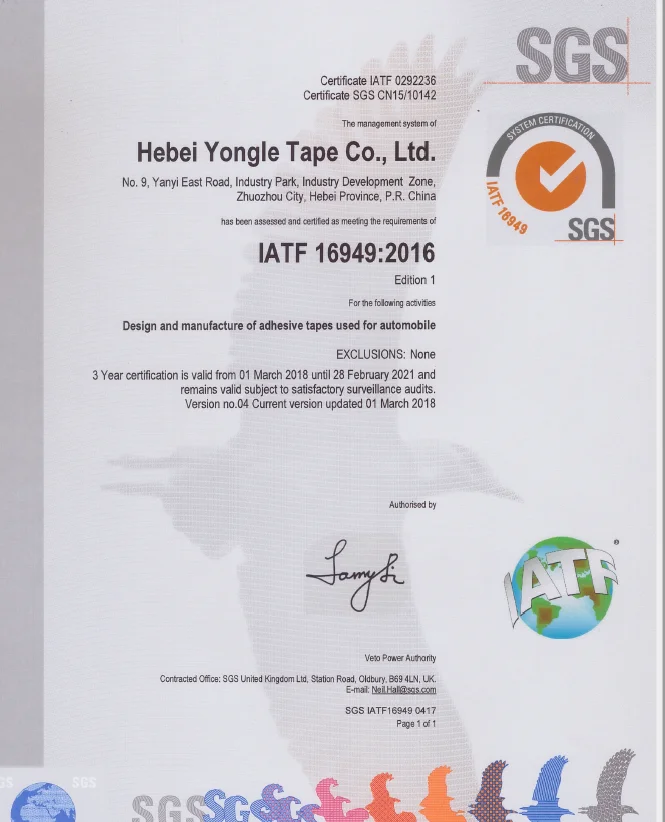 SGS
Certificate IATF 0292236
Certificate SGS CN15/10142
The management system of
Hebei Yongle Tape Co., Ltd.
No. 9, Yanyi East Road, Industry Park, Industry Development Zone,
Zhuozhou City, Hebei Province, P.R. China
has been assessed and certified as meeting the requirements of
SYSTEM CERTIFICATION
IATF 16949
SGS
IATF 16949:2016
Edition 1
For the following activities
Design and manufacture of adhesive tapes used for automobile
EXCLUSIONS: None
3 Year certification is valid from 01 March 2018 until 28 February 2021 and
remains valid subject to satisfactory surveillance audits.
Version no.04 Current version updated 01 March 2018
Authorised by
IATF
®
Veto Power Authority
Contracted Office: SGS United Kingdom Ltd, Station Road, Oldbury, B69 4LN, UK.
E-mail: Neil.Hall@sgs.com
SGS IATF16949 0417
Page 1 of 1
SGS
SGS
SGS